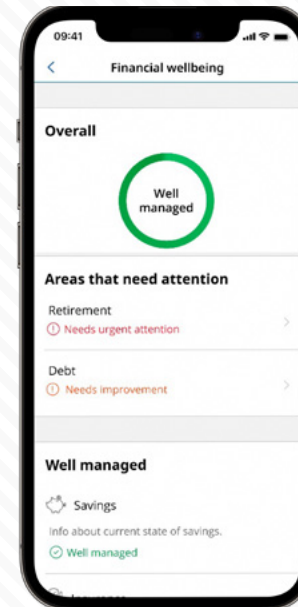 09:41
Financial wellbeing
Overall
Well
managed
Areas that need attention
Retirement
Needs urgent attention
Debt
Needs improvement
Well managed
Savings
Info about current state of savings.
Well managed